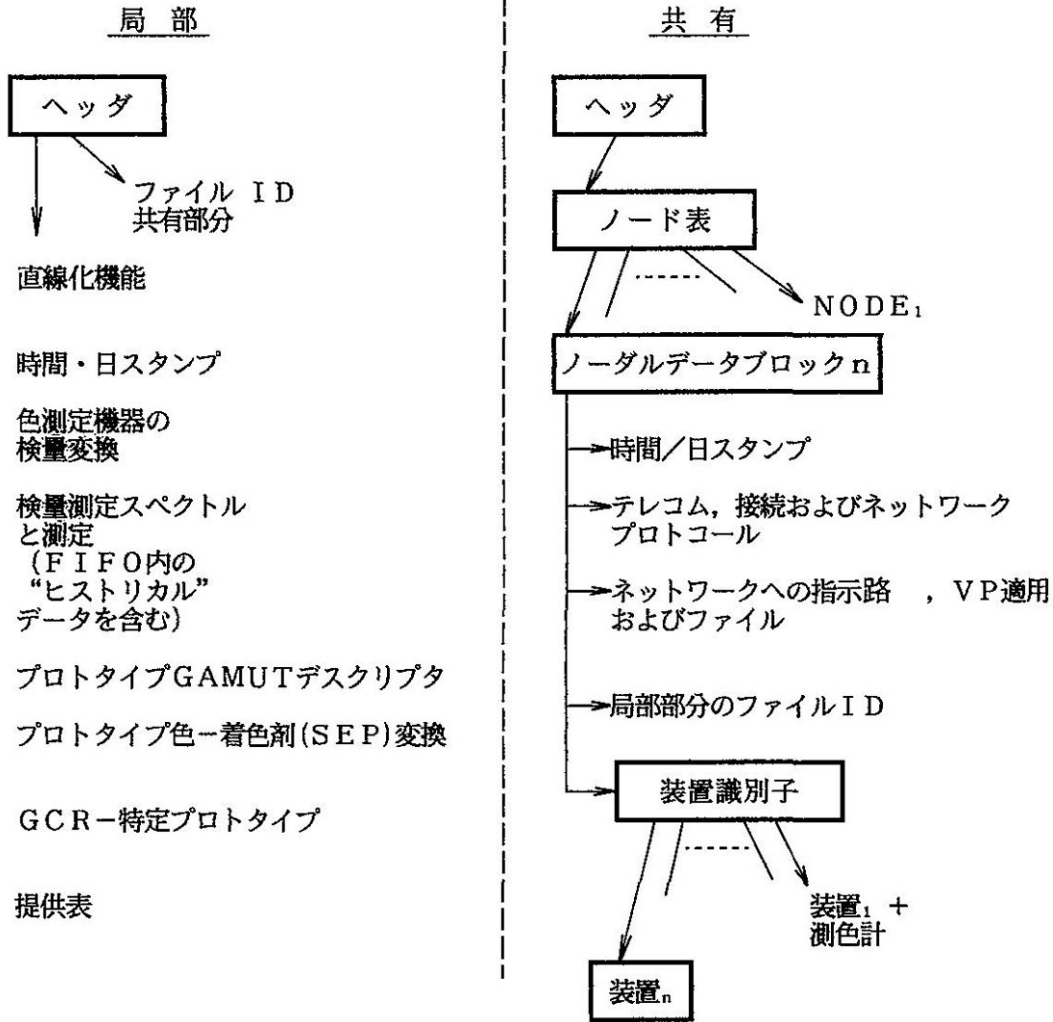 局 部
ヘッダ
ファイル ＩＤ
共有部分
直線化機能
時間・日スタンプ
色測定機器の
検量変換
検量測定スペクトル
と測定
（ＦＩＦＯ内の
“ヒストリカル”
データを含む）
プロトタイプＧＡＭＵＴデスクリプタ
プロトタイプ色－着色剤(ＳＥＰ)変換
ＧＣＲ－特定プロトタイプ
提供表
共 有
ヘッダ
ノード表
ＮＯＤＥ₁
ノーダルデータブロックｎ
時間／日スタンプ
テレコム，接続およびネットワーク
プロトコール
ネットワークへの指示路 ，ＶＰ適用
およびファイル
局部部分のファイルＩＤ
装置識別子
装置₁ ＋
測色計
装置ₙ